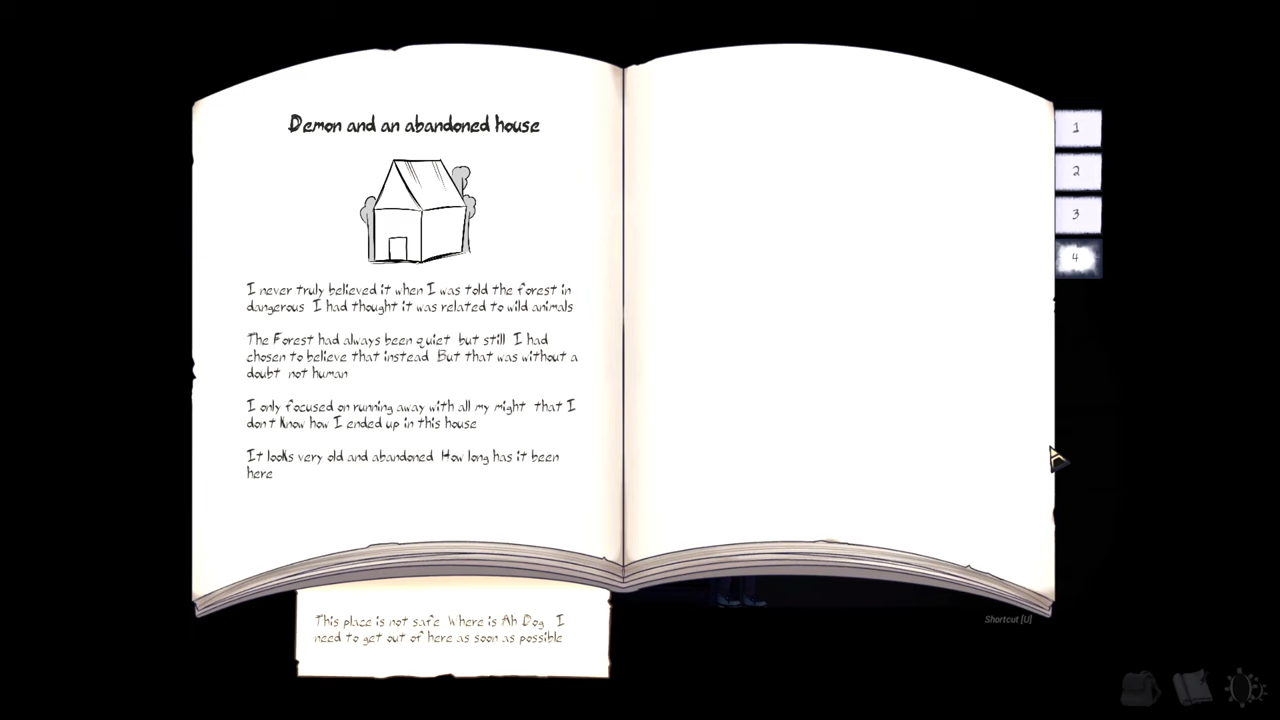 Demon and an abandoned house
I never truly believed it when I was told the forest in
dangerous I had thought it was related to wild animals
The Forest had always been quiet but still I had
chosen to believe that instead But that was without a
doubt not human
I only focused on running away with all my might that I
don't know how I ended up in this house
It looks very old and abandoned How long has it been
here
This place is not safe Where is Ah Dog I
need to get out of here as soon as possible
1
2
3
4
Shortcut [U]